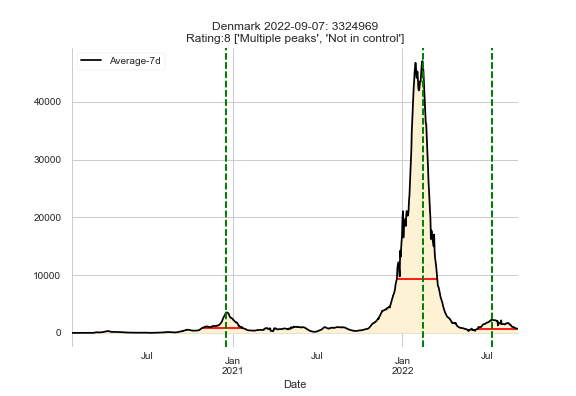 Denmark 2022-09-07: 3324969
Rating:8 ['Multiple peaks', 'Not in control']
Average-7d
40000
30000
20000
10000
0
Jul
Jan
2021
Jul
Jan
2022
Jul
Date